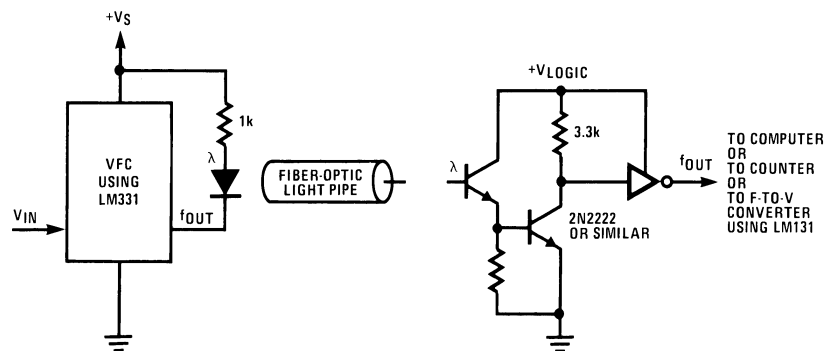 +VS
1k
λ
VFC
USING
LM331
VIN
fOUT
FIBER-OPTIC
LIGHT PIPE
+VLOGIC
3.3k
λ
2N2222
OR SIMILAR
fOUT
TO COMPUTER
OR
TO COUNTER
OR
TO F-TO-V
CONVERTER
USING LM131